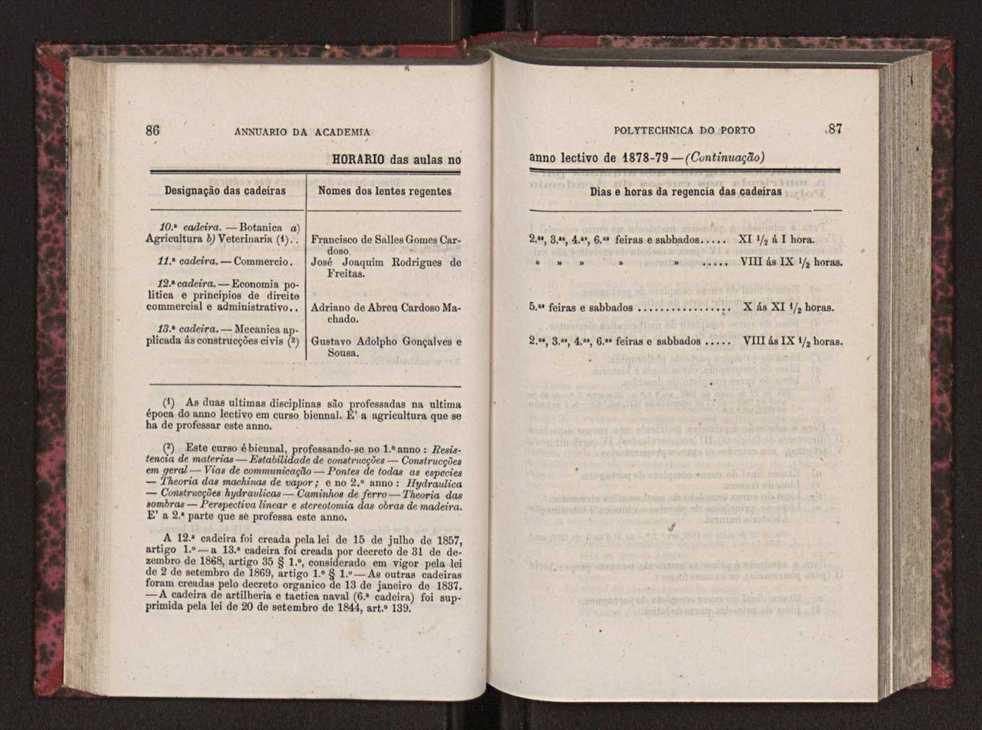 86 ANNUARIO DA ACADEMIA
HORARIO das aulas no
Designação das cadeiras
Nomes dos lentes regentes
10.ª cadeira. — Botanica a)
Agricultura b) Veterinaria (1)..
Francisco de Salles Gomes Car-
doso.
11.ª cadeira. — Commercio.
José Joaquim Rodrigues de
Freitas.
12.ª cadeira. — Economia po-
litica e principios de direito
commercial e administrativo..
Adriano de Abreu Cardoso Ma-
chado.
13.ª cadeira. — Mecanica ap-
plicada ás construcções civis (2)
Gustavo Adolpho Gonçalves e
Sousa.
(1) As duas ultimas disciplinas são professadas na ultima
época do anno lectivo em curso biennal. E' a agricultura que se
ha de professar este anno.
(2) Este curso é biennal, professando-se no 1.º anno : Resis-
tencia de materias — Estabilidade de construcções — Construcções
em geral — Vias de communicação — Pontes de todas as especies
— Theoria das machinas de vapor ; e no 2.º anno : Hydraulica
— Construcções hydraulicas — Caminhos de ferro — Theoria das
sombras — Perspectiva linear e stereotomia das obras de madeira.
E' a 2.ª parte que se professa este anno.
A 12.ª cadeira foi creada pela lei de 15 de julho de 1857,
artigo 1.º — a 13.ª cadeira foi creada por decreto de 31 de de-
zembro de 1868, artigo 35 § 1.º, considerado em vigor pela lei
de 2 de setembro de 1869, artigo 1.º § 1.º — As outras cadeiras
foram creadas pelo decreto organico de 13 de janeiro de 1837.
— A cadeira de artilheria e tactica naval (6.ª cadeira) foi sup-
primida pela lei de 20 de setembro de 1844, art.º 139.
POLYTECHNICA DO PORTO 87
anno lectivo de 1878-79 — (Continuação)
Dias e horas da regencia das cadeiras
2.as, 3.as, 4.as, 6.as feiras e sabbados..... XI 1/2 á I hora.
» » » » » ..... VIII ás IX 1/2 horas.
5.as feiras e sabbados ................. X ás XI 1/2 horas.
2.as, 3.as, 4.as, 6.as feiras e sabbados ..... VIII ás IX 1/2 horas.